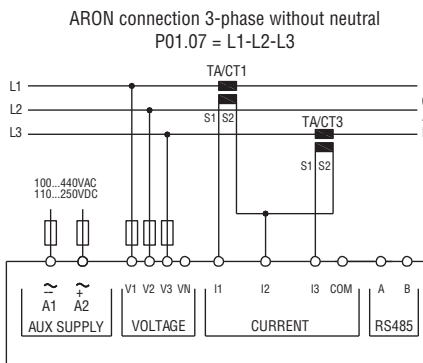 ARON connection 3-phase without neutral
P01.07 = L1-L2-L3
TA/CT1
L1
L2
S1 S2
TA/CT3
L3
S1 S2
100...440VAC
110...250VDC
V1 V2 V3 VN I1 I2 I3 COM A B
~ ~
- +
A1 A2
AUX SUPPLY VOLTAGE CURRENT RS485